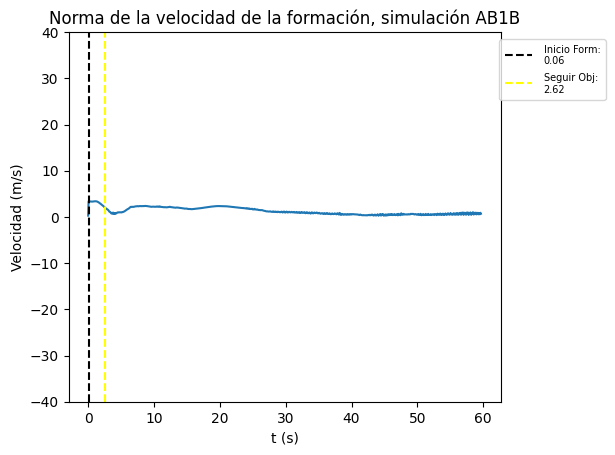 Norma de la velocidad de la formación, simulación AB1B
Inicio Form:
0.06
Seguir Obj:
2.62
Velocidad (m/s)
40
30
20
10
0
−10
−20
−30
−40
0 10 20 30 40 50 60
t (s)